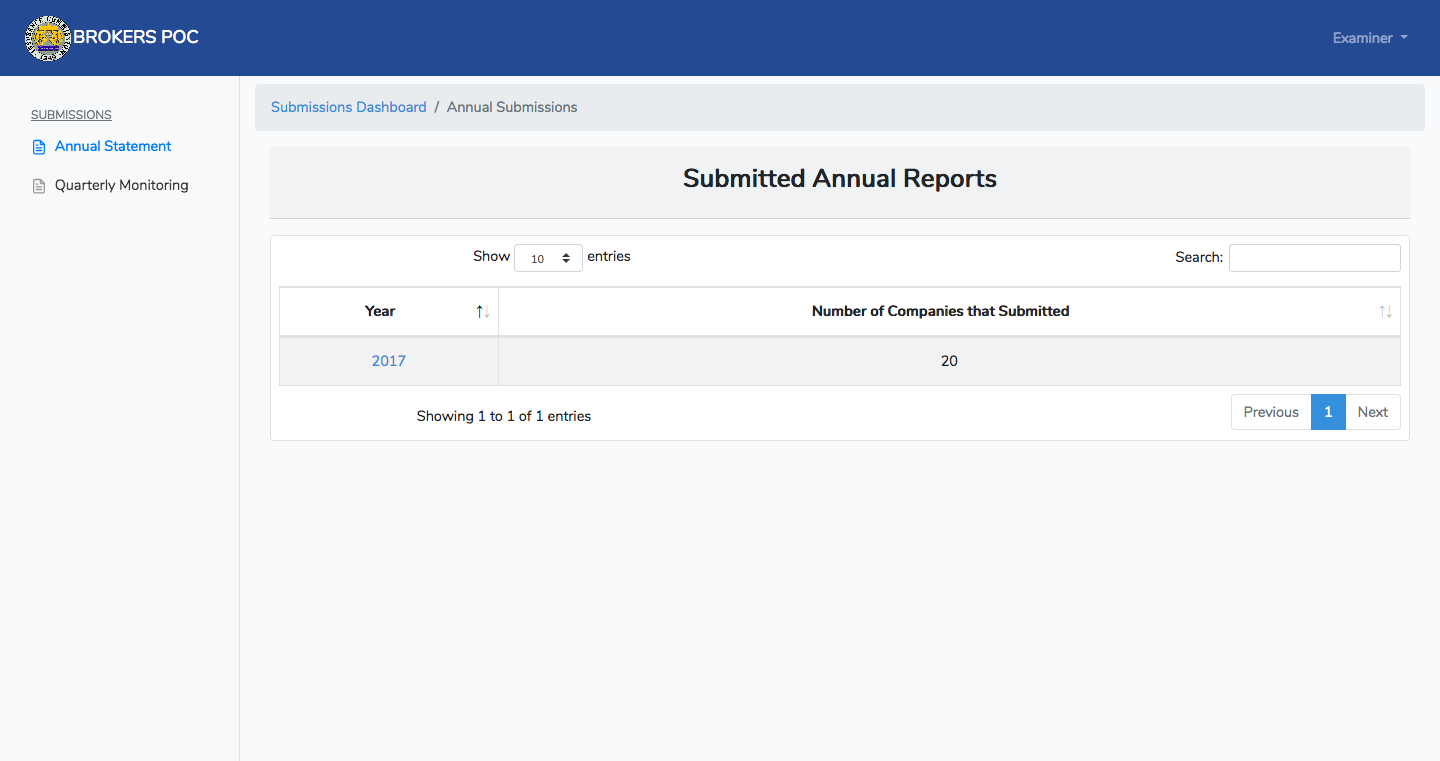 BROKERS POC
Examiner
SUBMISSIONS
Annual Statement
Quarterly Monitoring
Submissions Dashboard / Annual Submissions
Submitted Annual Reports
Show 10 entries
Search:
Year Number of Companies that Submitted
2017 20
Showing 1 to 1 of 1 entries
Previous 1 Next